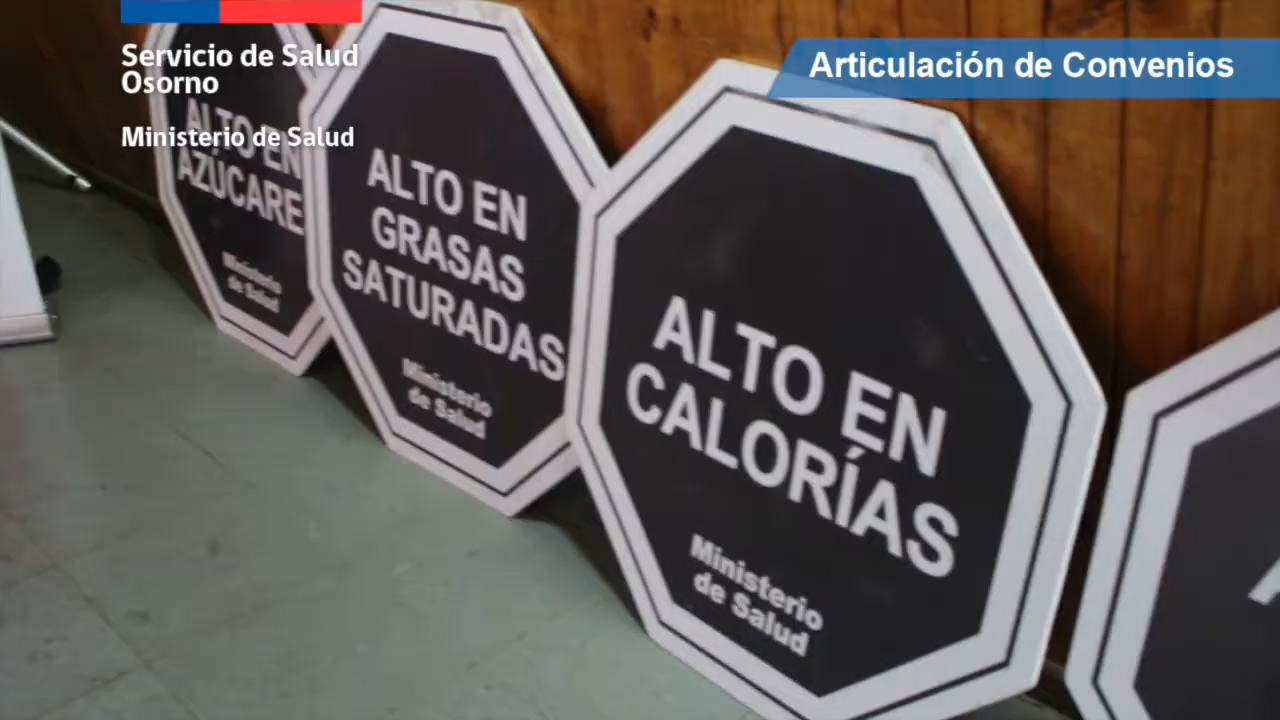 Servicio de Salud
Osorno
Ministerio de Salud
Articulación de Convenios
ALTO EN
AZÚCARE
Ministerio
de Salud
ALTO EN
GRASAS
SATURADAS
Ministerio
de Salud
ALTO EN
CALORÍAS
Ministerio
de Salud